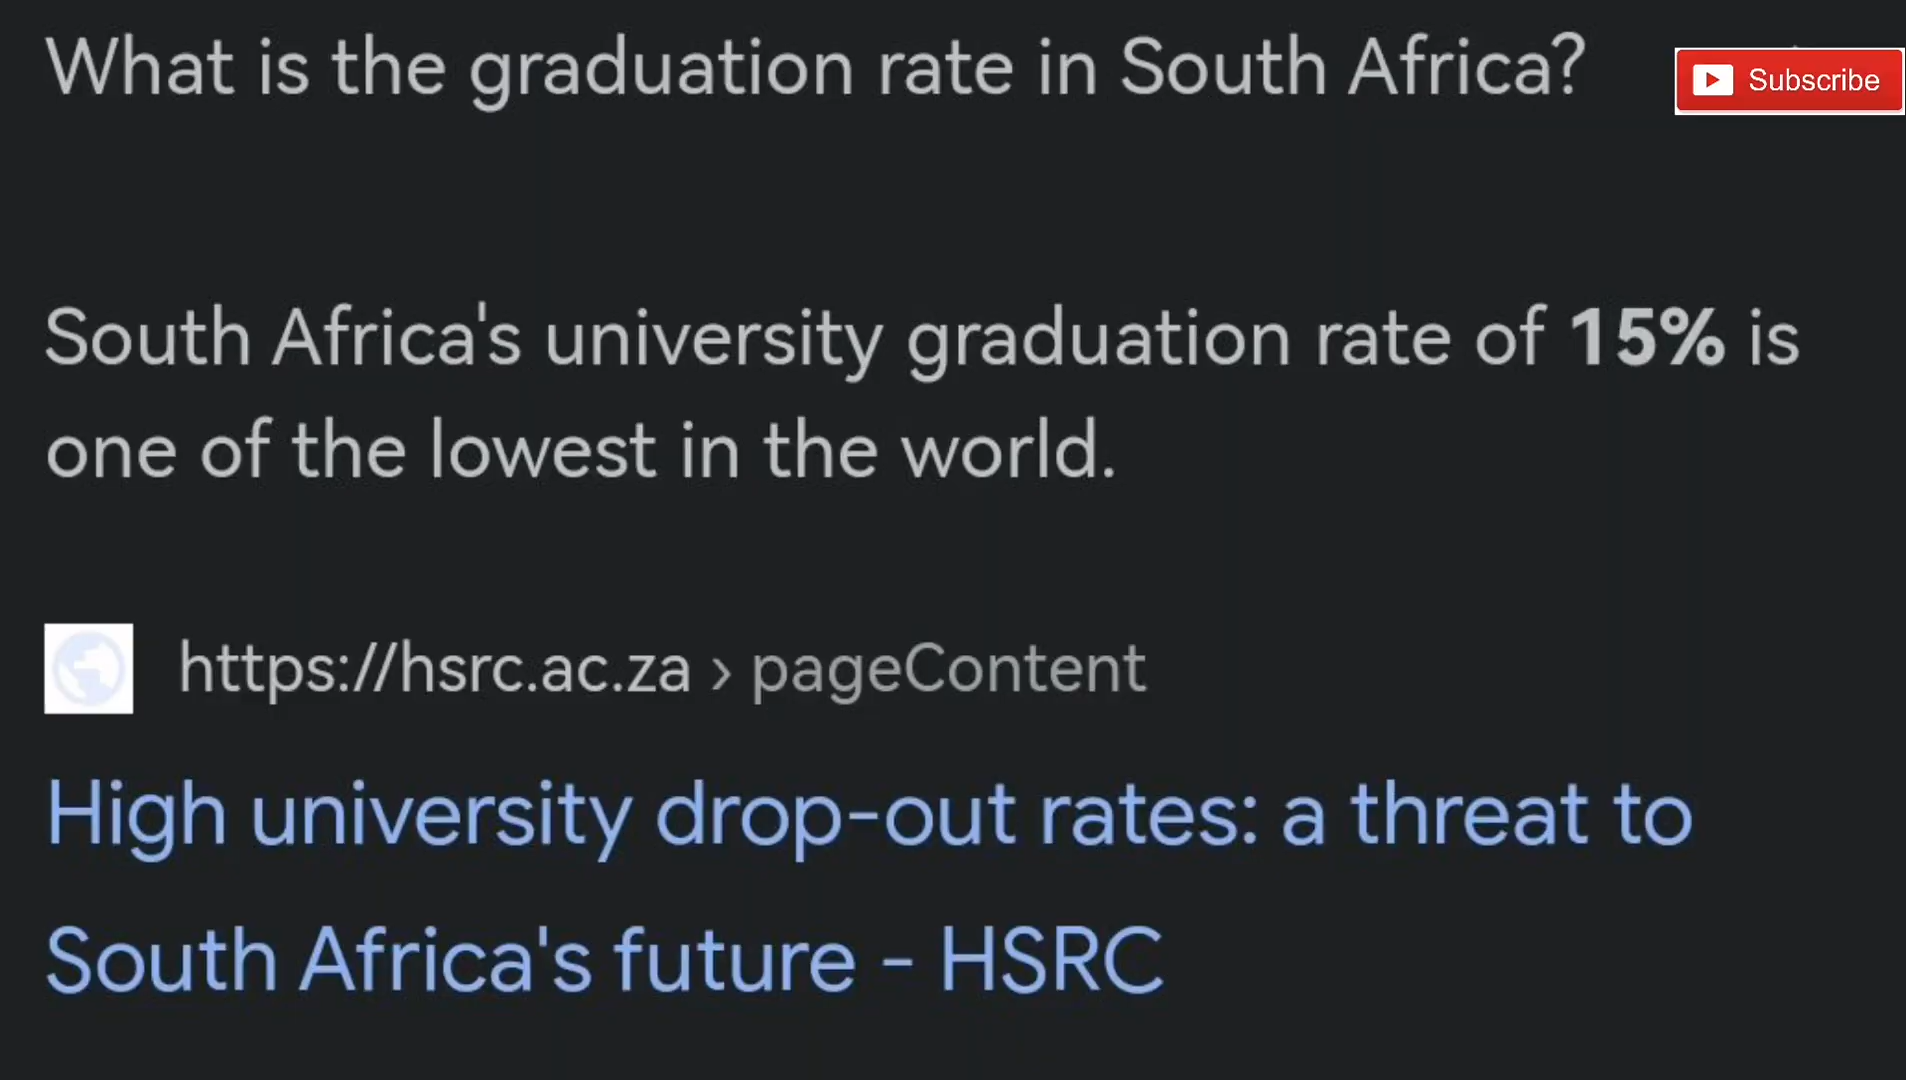 What is the graduation rate in South Africa?
Subscribe
South Africa's university graduation rate of 15% is
one of the lowest in the world.
https://hsrc.ac.za › pageContent
High university drop-out rates: a threat to
South Africa's future - HSRC